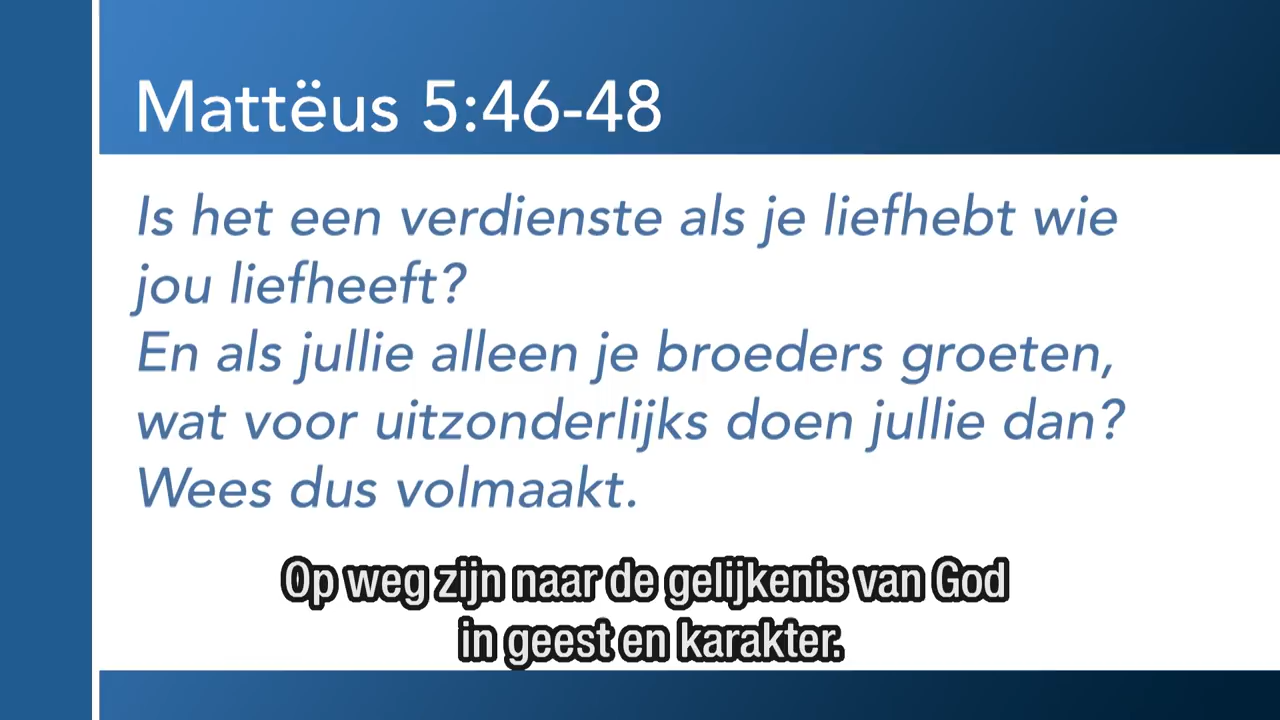 Mattëus 5:46-48
Is het een verdienste als je liefhebt wie
jou liefheeft?
En als jullie alleen je broeders groeten,
wat voor uitzonderlijks doen jullie dan?
Wees dus volmaakt.
Op weg zijn naar de gelijkenis van God
in geest en karakter.